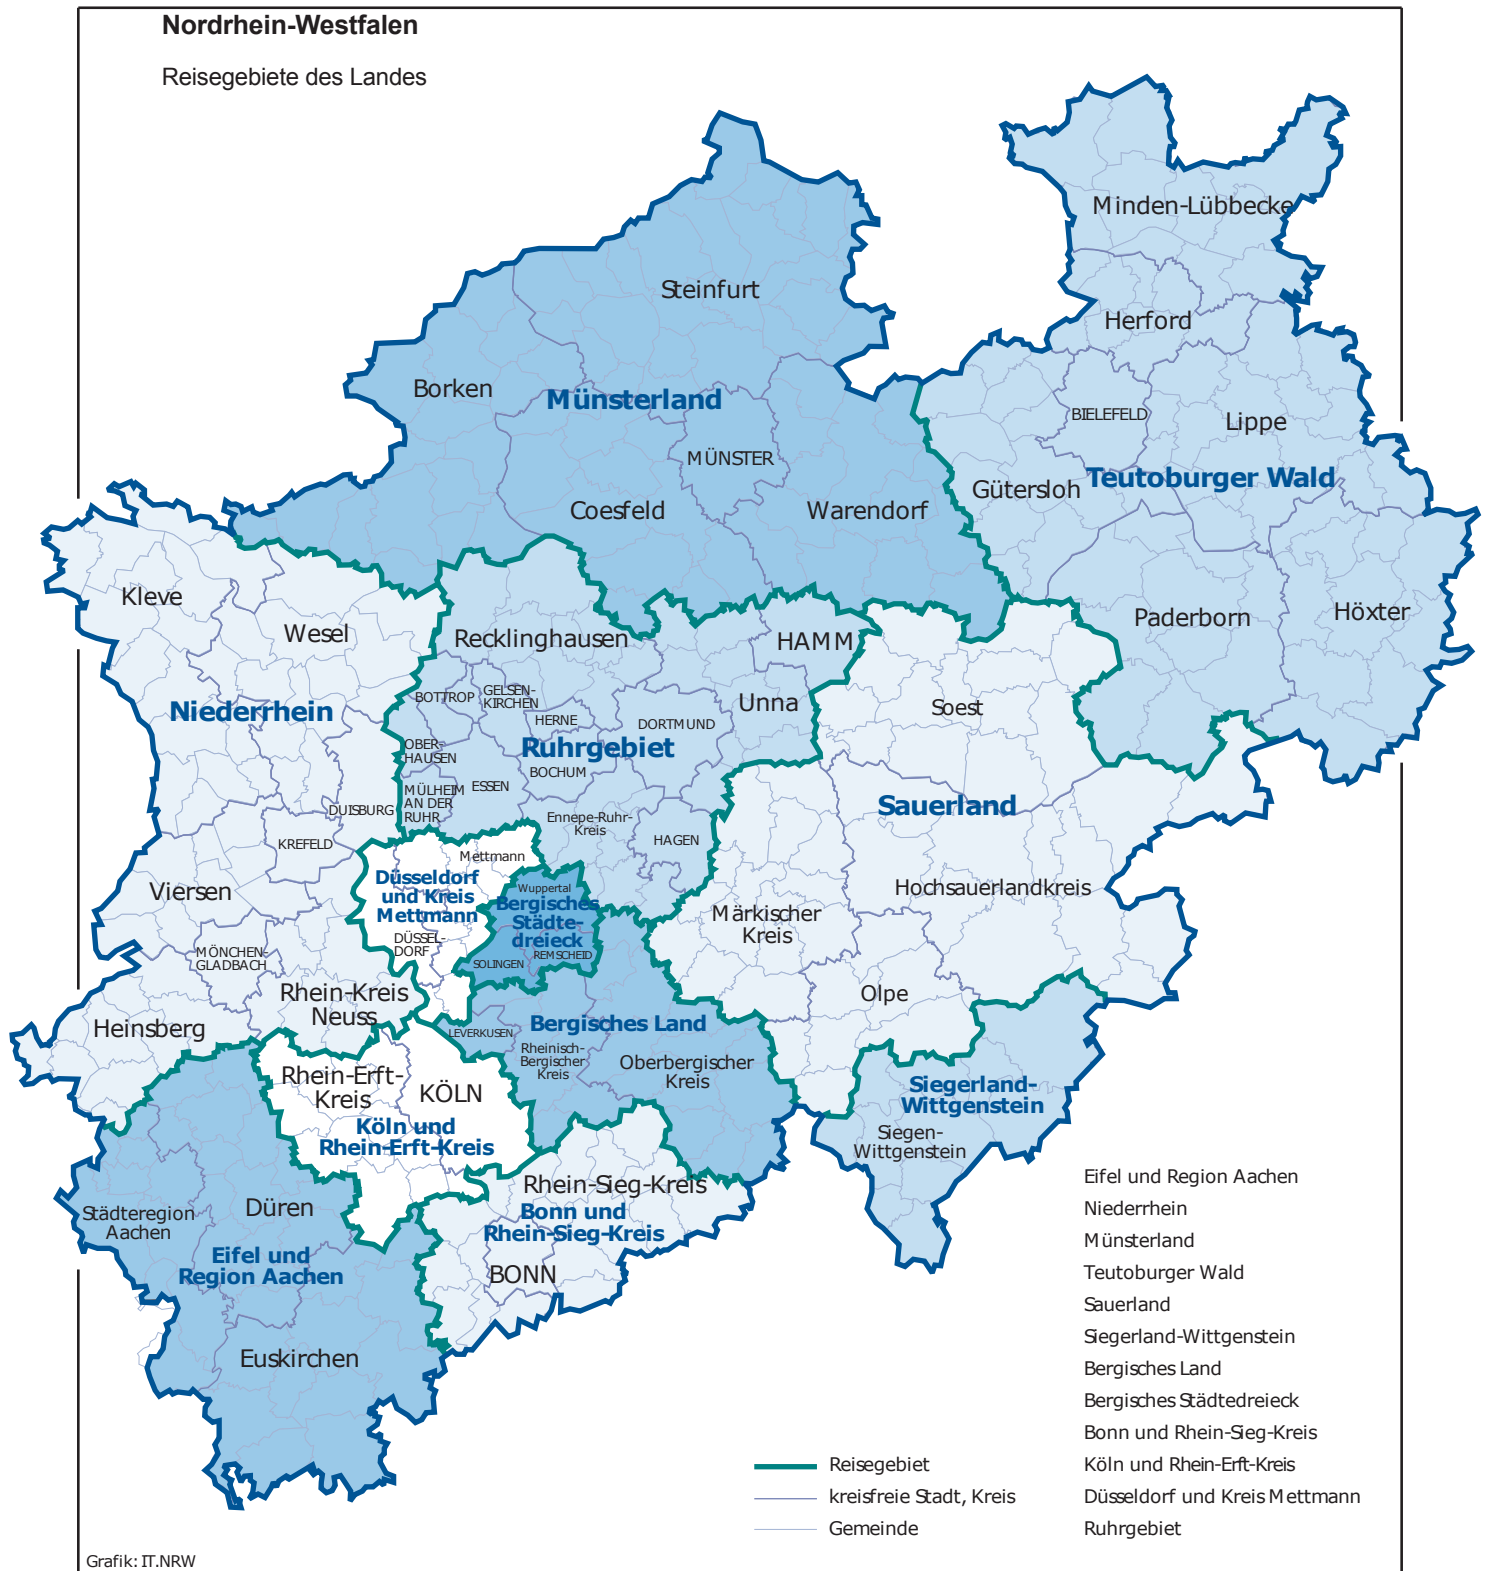 Nordrhein-Westfalen
Reisegebiete des Landes
Minden-Lübbecke
Steinfurt
Herford
Borken
Münsterland
BIELEFELD
Lippe
MÜNSTER
Teutoburger Wald
Gütersloh
Coesfeld
Warendorf
Kleve
Wesel
Recklinghausen
HAMM
Paderborn
Höxter
Niederrhein
BOTTROP
GELSEN-
KIRCHEN
HERNE
DORTMUND
Unna
Soest
OBER-
HAUSEN
Ruhrgebiet
BOCHUM
MÜLHEIM
AN DER
RUHR
ESSEN
DUISBURG
Sauerland
Ennepe-Ruhr-
Kreis
HAGEN
KREFELD
Mettmann
Viersen
Düsseldorf
und Kreis
Mettmann
Wuppertal
Bergisches
Städte-
dreieck
Hochsauerlandkreis
Märkischer
Kreis
DÜSSEL-
DORF
MÖNCHEN-
GLADBACH
SOLINGEN
REMSCHEID
Rhein-Kreis
Neuss
Olpe
Heinsberg
LEVERKUSEN
Bergisches Land
Rheinisch-
Bergischer
Kreis
Oberbergischer
Kreis
Rhein-Erft-
Kreis
KÖLN
Siegerland-
Wittgenstein
Köln und
Rhein-Erft-Kreis
Siegen-
Wittgenstein
Rhein-Sieg-Kreis
Düren
Städteregion
Aachen
Bonn und
Rhein-Sieg-Kreis
Eifel und
Region Aachen
BONN
Euskirchen
Eifel und Region Aachen
Niederrhein
Münsterland
Teutoburger Wald
Sauerland
Siegerland-Wittgenstein
Bergisches Land
Bergisches Städtedreieck
Bonn und Rhein-Sieg-Kreis
Köln und Rhein-Erft-Kreis
Düsseldorf und Kreis Mettmann
Ruhrgebiet
Reisegebiet
kreisfreie Stadt, Kreis
Gemeinde
Grafik: IT.NRW